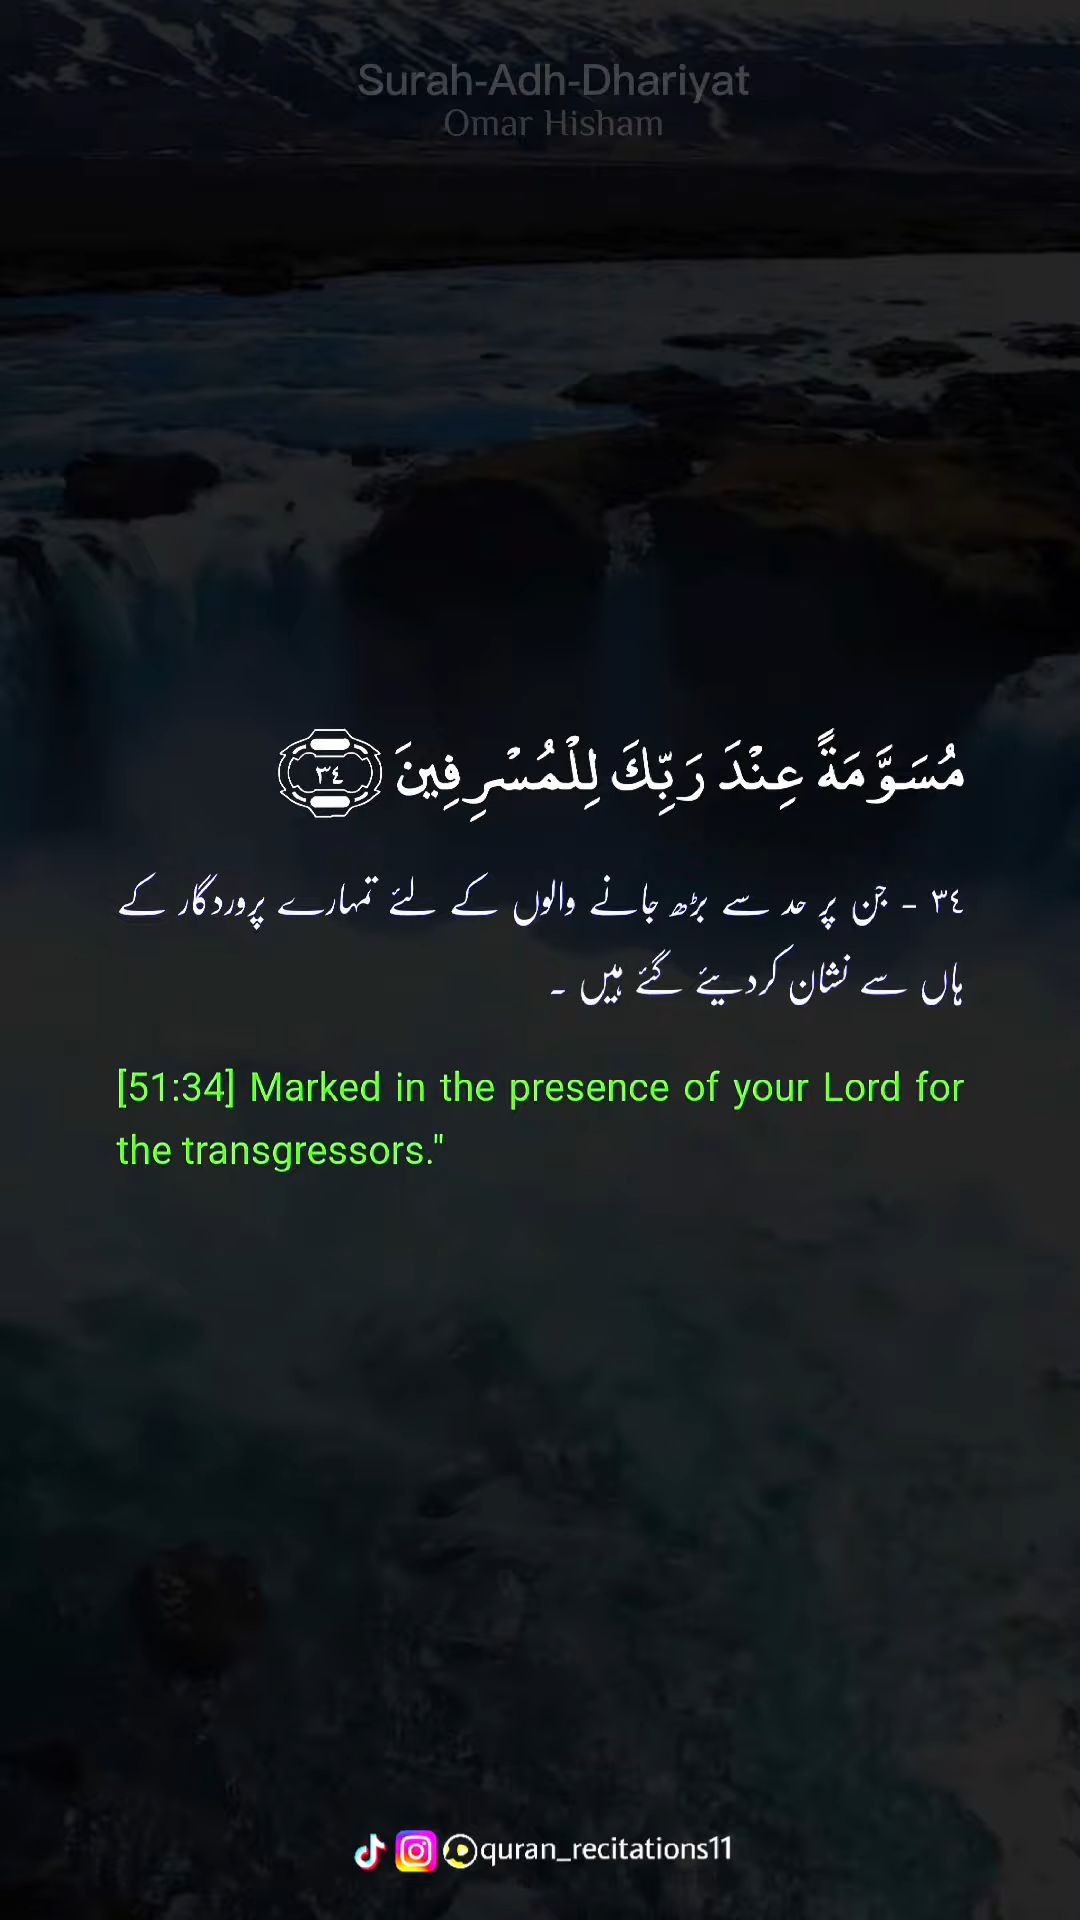 Surah-Adh-Dhariyat
Omar Hisham
مُسَوَّمَةً عِنْدَ رَبِّكَ لِلْمُسْرِفِينَ ٣٤
٣٤ - جن پر حد سے بڑھ جانے والوں کے لئے تمہارے پروردگار کے
ہاں سے نشان کردیئے گئے ہیں ۔
[51:34] Marked in the presence of your Lord for
the transgressors."
quran_recitations11